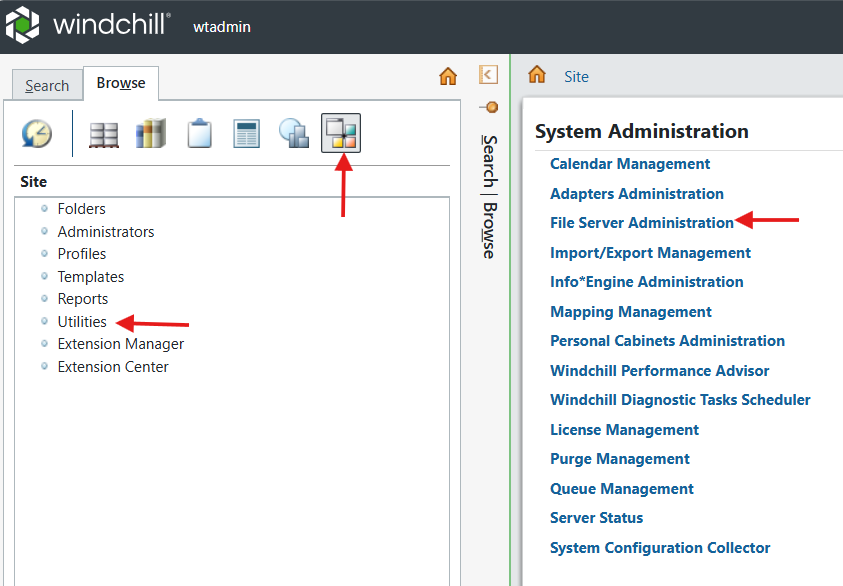 windchill® wtadmin
Search Browse
Site
Folders
Administrators
Profiles
Templates
Reports
Utilities
Extension Manager
Extension Center
Search | Browse
Site
System Administration
Calendar Management
Adapters Administration
File Server Administration
Import/Export Management
Info*Engine Administration
Mapping Management
Personal Cabinets Administration
Windchill Performance Advisor
Windchill Diagnostic Tasks Scheduler
License Management
Purge Management
Queue Management
Server Status
System Configuration Collector